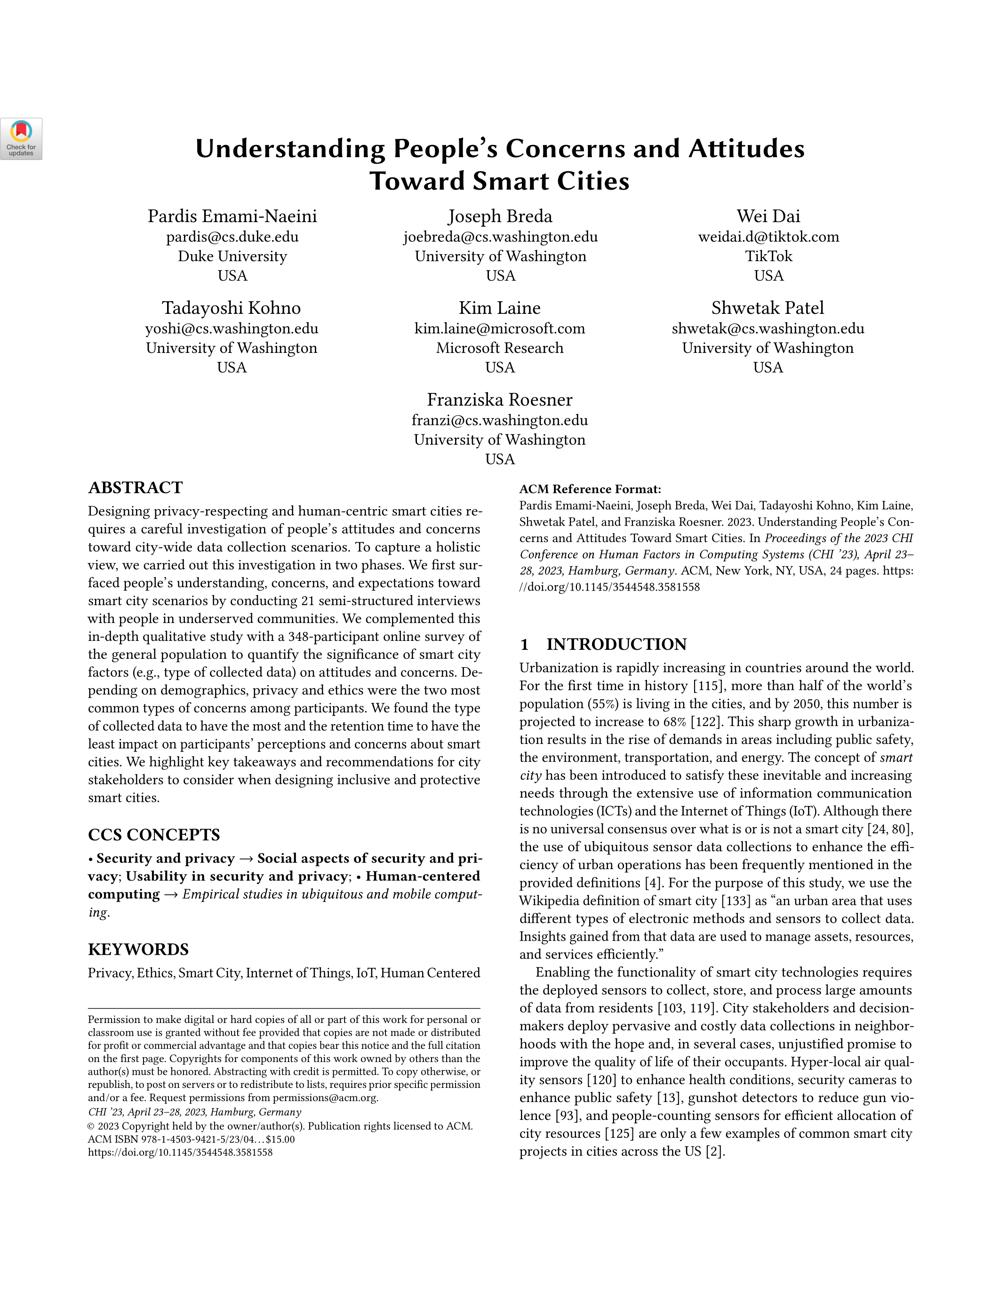 Check for
updates
Understanding People's Concerns and Attitudes
Toward Smart Cities
Pardis Emami-Naeini
pardis@cs.duke.edu
Duke University
USA
Joseph Breda
joebreda@cs.washington.edu
University of Washington
USA
Wei Dai
weidai.d@tiktok.com
TikTok
USA
Tadayoshi Kohno
yoshi@cs.washington.edu
University of Washington
USA
Kim Laine
kim.laine@microsoft.com
Microsoft Research
USA
Shwetak Patel
shwetak@cs.washington.edu
University of Washington
USA
Franziska Roesner
franzi@cs.washington.edu
University of Washington
USA
ABSTRACT
Designing privacy-respecting and human-centric smart cities re-
quires a careful investigation of people's attitudes and concerns
toward city-wide data collection scenarios. To capture a holistic
view, we carried out this investigation in two phases. We first sur-
faced people's understanding, concerns, and expectations toward
smart city scenarios by conducting 21 semi-structured interviews
with people in underserved communities. We complemented this
in-depth qualitative study with a 348-participant online survey of
the general population to quantify the significance of smart city
factors (e.g., type of collected data) on attitudes and concerns. De-
pending on demographics, privacy and ethics were the two most
common types of concerns among participants. We found the type
of collected data to have the most and the retention time to have the
least impact on participants' perceptions and concerns about smart
cities. We highlight key takeaways and recommendations for city
stakeholders to consider when designing inclusive and protective
smart cities.
CCS CONCEPTS
• Security and privacy → Social aspects of security and pri-
vacy; Usability in security and privacy; • Human-centered
computing → Empirical studies in ubiquitous and mobile comput-
ing.
KEYWORDS
Privacy, Ethics, Smart City, Internet of Things, IoT, Human Centered
Permission to make digital or hard copies of all or part of this work for personal or
classroom use is granted without fee provided that copies are not made or distributed
for profit or commercial advantage and that copies bear this notice and the full citation
on the first page. Copyrights for components of this work owned by others than the
author(s) must be honored. Abstracting with credit is permitted. To copy otherwise, or
republish, to post on servers or to redistribute to lists, requires prior specific permission
and/or a fee. Request permissions from permissions@acm.org.
CHI '23, April 23–28, 2023, Hamburg, Germany
© 2023 Copyright held by the owner/author(s). Publication rights licensed to ACM.
ACM ISBN 978-1-4503-9421-5/23/04...$15.00
https://doi.org/10.1145/3544548.3581558
ACM Reference Format:
Pardis Emami-Naeini, Joseph Breda, Wei Dai, Tadayoshi Kohno, Kim Laine,
Shwetak Patel, and Franziska Roesner. 2023. Understanding People's Con-
cerns and Attitudes Toward Smart Cities. In Proceedings of the 2023 CHI
Conference on Human Factors in Computing Systems (CHI '23), April 23–
28, 2023, Hamburg, Germany. ACM, New York, NY, USA, 24 pages. https:
//doi.org/10.1145/3544548.3581558
1 INTRODUCTION
Urbanization is rapidly increasing in countries around the world.
For the first time in history [115], more than half of the world's
population (55%) is living in the cities, and by 2050, this number is
projected to increase to 68% [122]. This sharp growth in urbaniza-
tion results in the rise of demands in areas including public safety,
the environment, transportation, and energy. The concept of smart
city has been introduced to satisfy these inevitable and increasing
needs through the extensive use of information communication
technologies (ICTs) and the Internet of Things (IoT). Although there
is no universal consensus over what is or is not a smart city [24, 80],
the use of ubiquitous sensor data collections to enhance the effi-
ciency of urban operations has been frequently mentioned in the
provided definitions [4]. For the purpose of this study, we use the
Wikipedia definition of smart city [133] as “an urban area that uses
different types of electronic methods and sensors to collect data.
Insights gained from that data are used to manage assets, resources,
and services efficiently.”
Enabling the functionality of smart city technologies requires
the deployed sensors to collect, store, and process large amounts
of data from residents [103, 119]. City stakeholders and decision-
makers deploy pervasive and costly data collections in neighbor-
hoods with the hope and, in several cases, unjustified promise to
improve the quality of life of their occupants. Hyper-local air qual-
ity sensors [120] to enhance health conditions, security cameras to
enhance public safety [13], gunshot detectors to reduce gun vio-
lence [93], and people-counting sensors for efficient allocation of
city resources [125] are only a few examples of common smart city
projects in cities across the US [2].